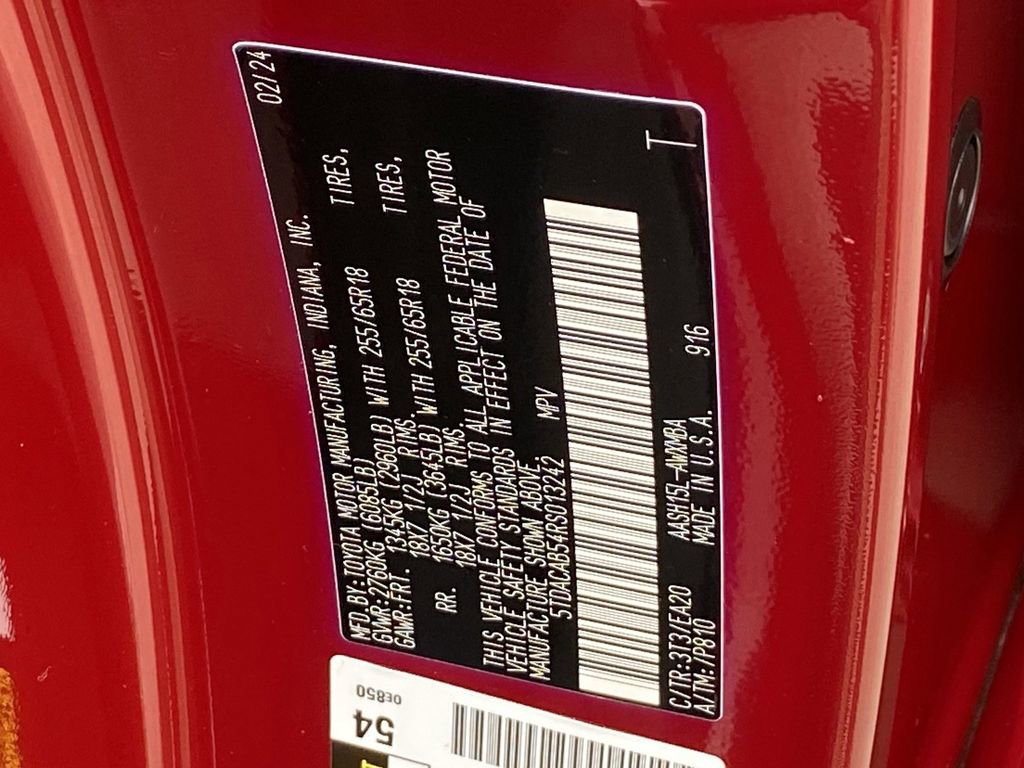 02/24
MFD.BY:TOYOTA MOTOR MANUFACTURING, INDIANA, INC.
GVWR:2760KG (6085LB)
GAWR:FRT. 1345KG (2960LB) WITH 255/65R18 TIRES,
18X7 1/2J RIMS.
RR. 1650KG (3645LB) WITH 255/65R18 TIRES,
18X7 1/2J RIMS.
THIS VEHICLE CONFORMS TO ALL APPLICABLE FEDERAL MOTOR
VEHICLE SAFETY STANDARDS IN EFFECT ON THE DATE OF
MANUFACTURE SHOWN ABOVE.
5TDACAB54RS013242 MPV
T
C/TR:3T3/EA20 AASH15L-AWXMBA 916
A/TM:/P810 MADE IN U.S.A.
54
0E850